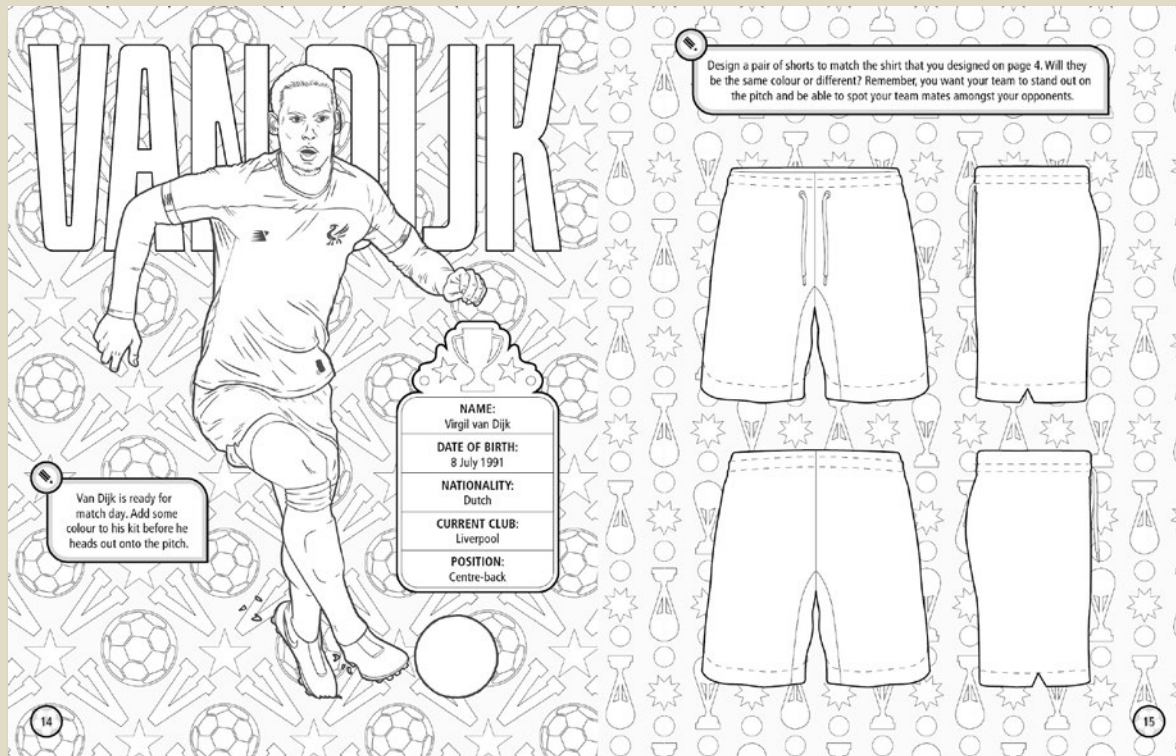 VAN DIJK
NAME:
Virgil van Dijk
DATE OF BIRTH:
8 July 1991
NATIONALITY:
Dutch
CURRENT CLUB:
Liverpool
POSITION:
Centre-back
Van Dijk is ready for
match day. Add some
colour to his kit before he
heads out onto the pitch.
14
Design a pair of shorts to match the shirt that you designed on page 4. Will they
be the same colour or different? Remember, you want your team to stand out on
the pitch and be able to spot your team mates amongst your opponents.
15